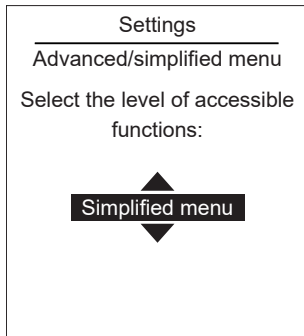 Settings
Advanced/simplified menu
Select the level of accessible
functions:
Simplified menu